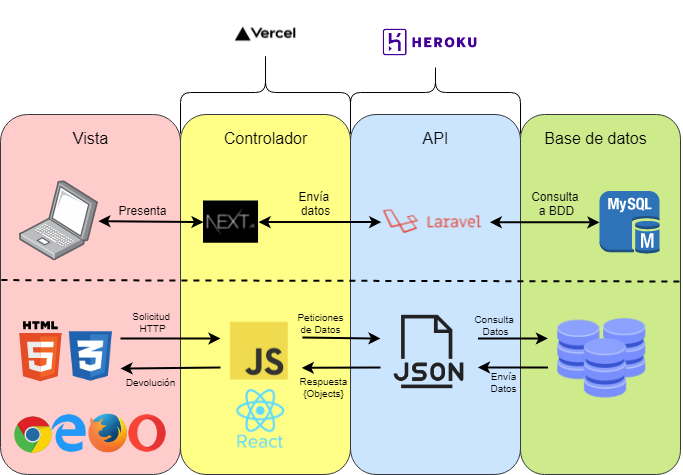 Vercel
HEROKU
Vista
Controlador
API
Base de datos
Presenta
NEXT
Envía
datos
Laravel
Consulta
a BDD
MySQL
M
HTML
5
3
Solicitud
HTTP
Devolución
JS
React
Peticiones
de Datos
Respuesta
{Objects}
JSON
Consulta
Datos
Envía
Datos